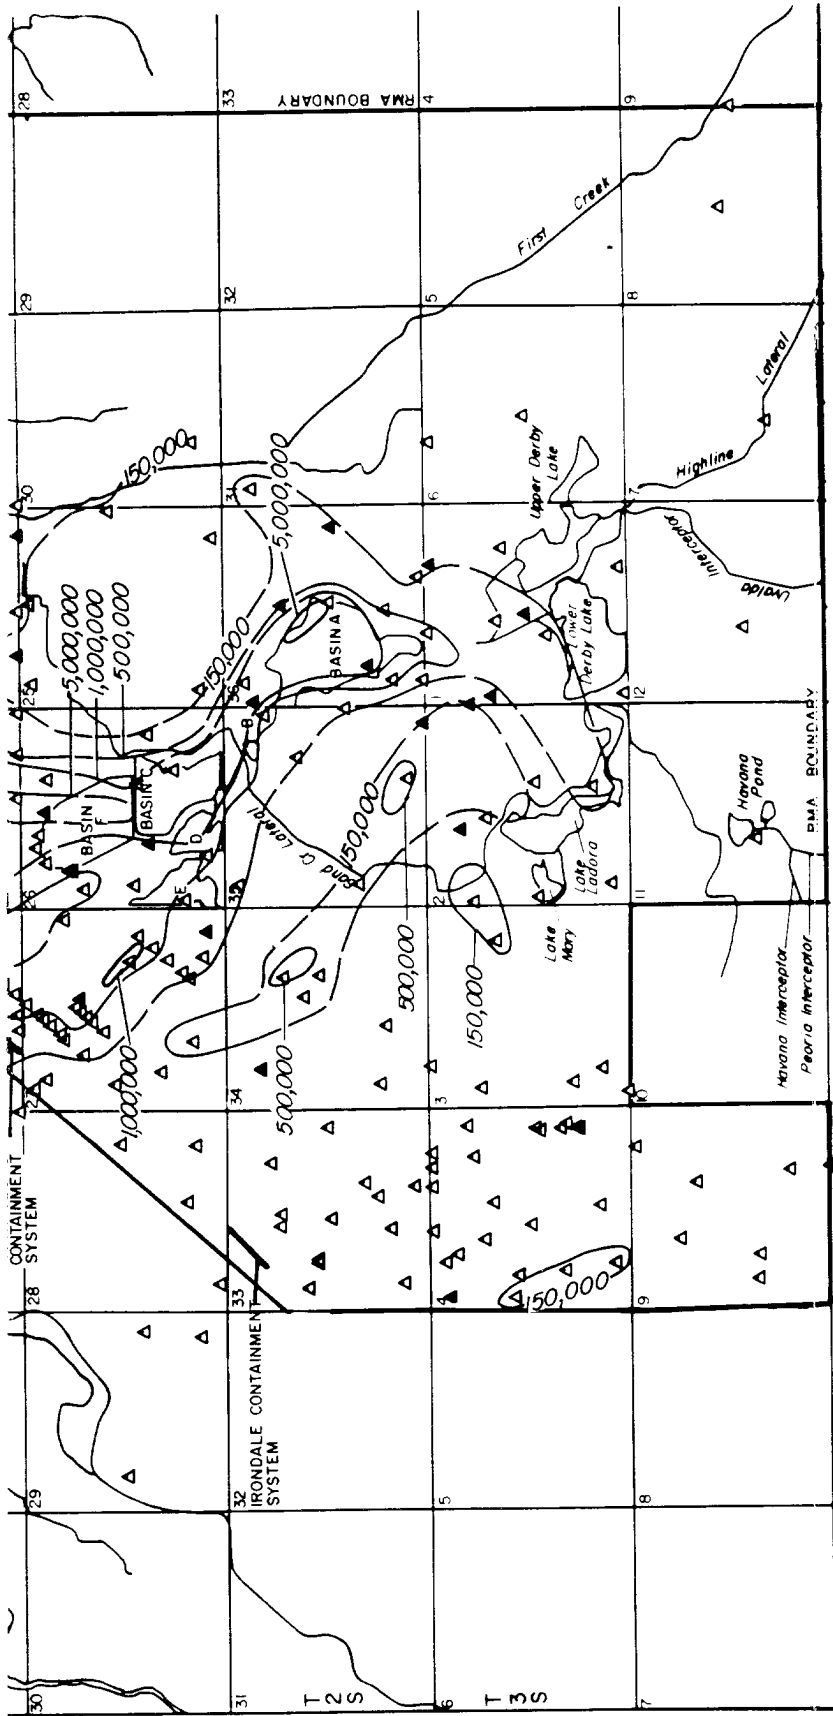 28
33
RMA BOUNDARY
4
9
29
32
5
8
First Creek
Highline Lateral
30
31
6
7
150,000
5,000,000
Upper Derby
Lake
Uvalda Interceptor
5,000,000
1,000,000
500,000
150,000
BASIN A
Lower
Derby Lake
25
36
1
12
B
BASIN C
BASIN
F
D
E
Sand Cr Lateral
150,000
500,000
Lake
Ladora
Lake
Mary
Havana
Pond
RMA BOUNDARY
26
35
2
11
1,000,000
500,000
150,000
Havana Interceptor
Peoria Interceptor
27
34
3
10
CONTAINMENT
SYSTEM
28
33
4
9
150,000
IRONDALE CONTAINMENT
SYSTEM
29
32
5
8
30
31
T 2 S
6
T 3 S
7